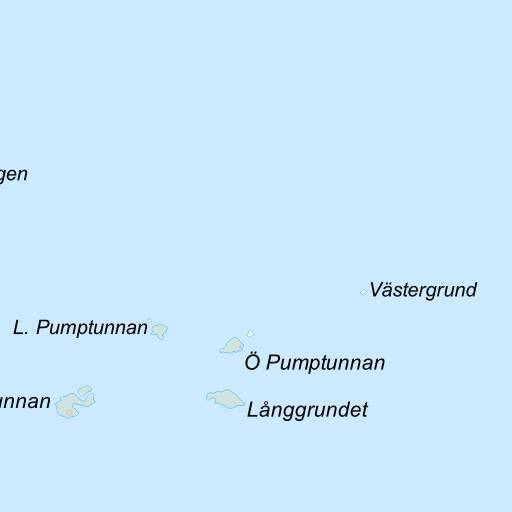 gen
Västergrund
L. Pumptunnan
Ö Pumptunnan
unnan
Långgrundet